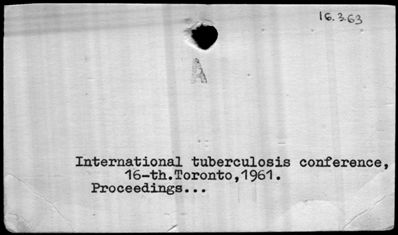 16.3.63
A
International tuberculosis conference,
16-th.Toronto,1961.
Proceedings...